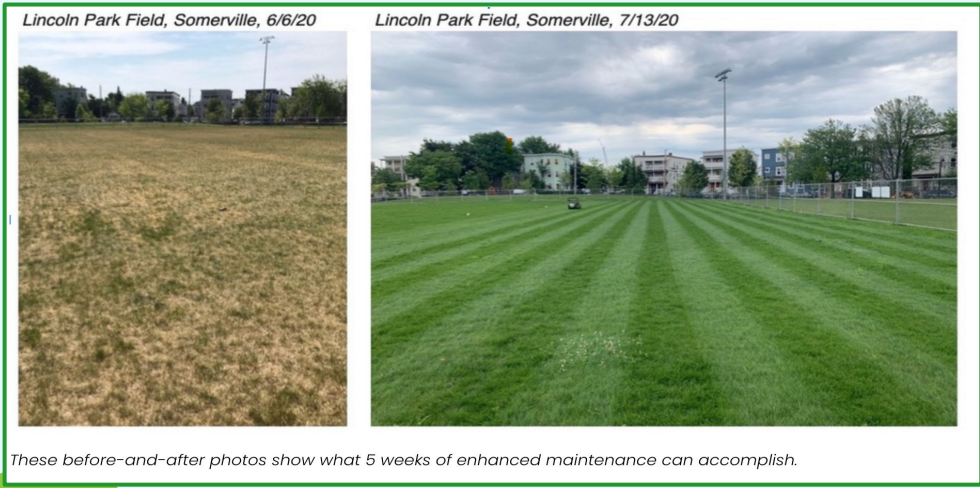 Lincoln Park Field, Somerville, 6/6/20
Lincoln Park Field, Somerville, 7/13/20
These before-and-after photos show what 5 weeks of enhanced maintenance can accomplish.